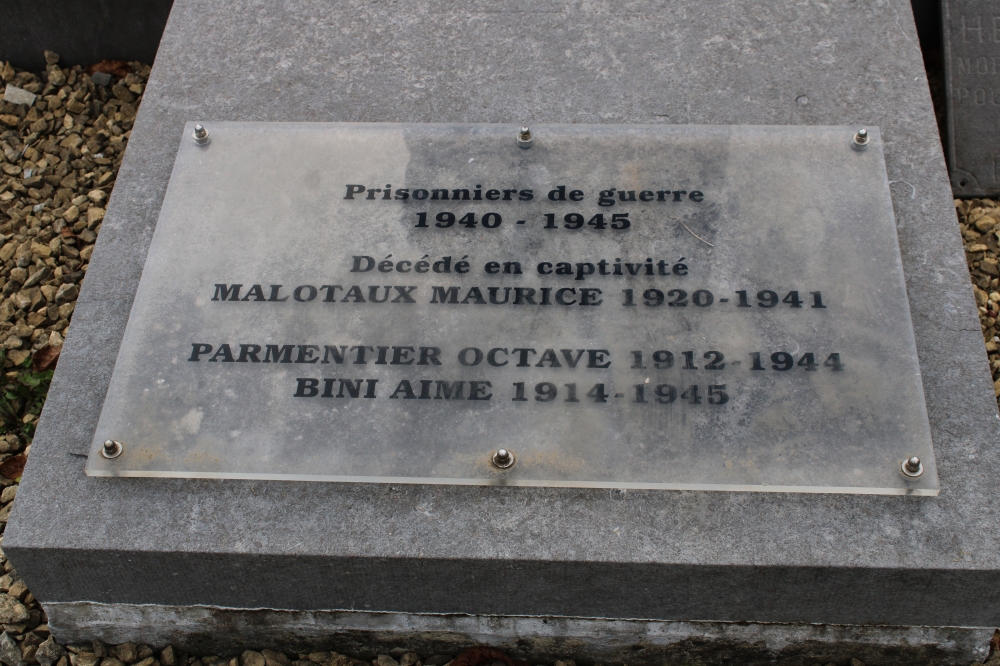 Prisonniers de guerre
1940 - 1945
Décédé en captivité
MALOTAUX MAURICE 1920-1941
PARMENTIER OCTAVE 1912-1944
BINI AIME 1914-1945